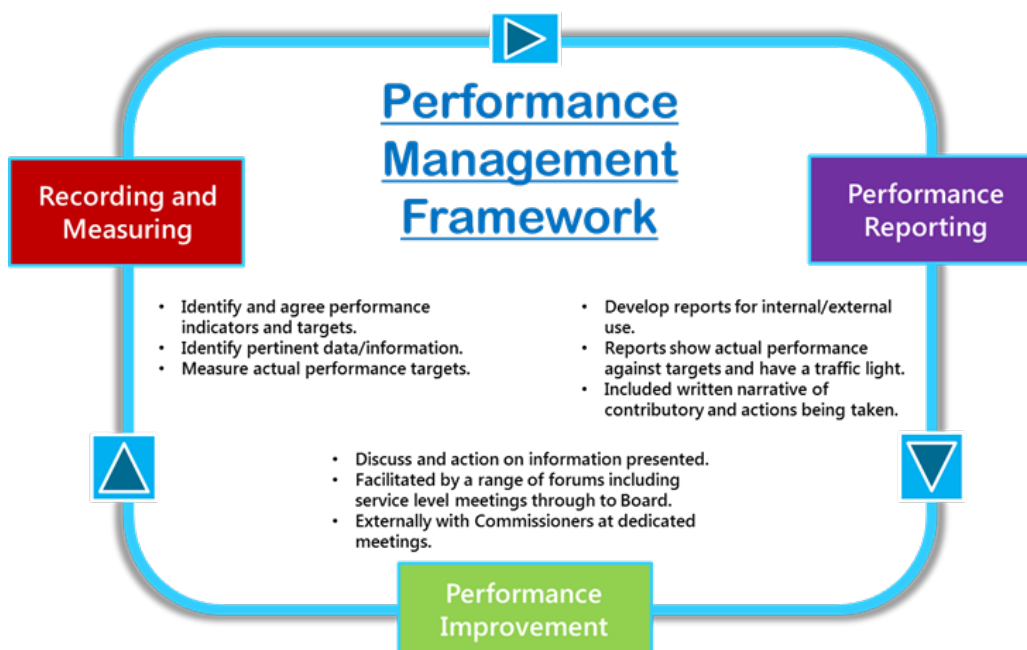 Performance
Management
Framework
Recording and
Measuring
Performance
Reporting
• Identify and agree performance
indicators and targets.
• Identify pertinent data/information.
• Measure actual performance targets.
• Develop reports for internal/external
use.
• Reports show actual performance
against targets and have a traffic light.
• Included written narrative of
contributory and actions being taken.
• Discuss and action on information presented.
• Facilitated by a range of forums including
service level meetings through to Board.
• Externally with Commissioners at dedicated
meetings.
Performance
Improvement